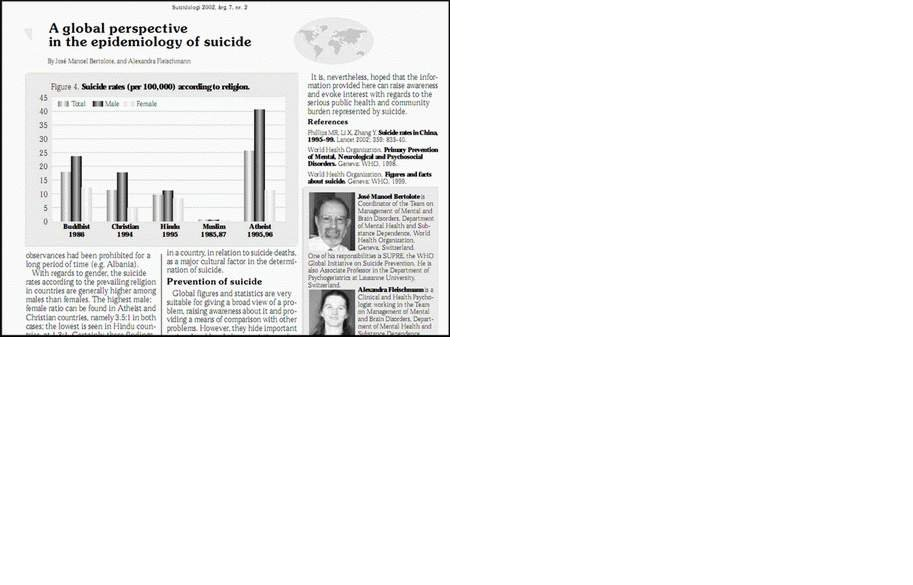 Suicidologi 2002, årg. 7, nr. 2
A global perspective
in the epidemiology of suicide
By José Manoel Bertolote, and Alexandra Fleischmann
Figure 4. Suicide rates (per 100,000) according to religion.
45
40
35
30
25
20
15
10
5
0
Total Male Female
Buddhist Christian Hindu Muslim Atheist
1986 1994 1995 1985,87 1995,96
observances had been prohibited for a
long period of time (e.g. Albania).
With regards to gender, the suicide
rates according to the prevailing religion
in countries are generally higher among
males than females. The highest male:
female ratio can be found in Atheist and
Christian countries, namely 3.5:1 in both
cases; the lowest is seen in Hindu coun-
in a country, in relation to suicide deaths,
as a major cultural factor in the determi-
nation of suicide.
Prevention of suicide
Global figures and statistics are very
suitable for giving a broad view of a pro-
blem, raising awareness about it and pro-
viding a means of comparison with other
problems. However, they hide important
It is, nevertheless, hoped that the infor-
mation provided here can raise awareness
and evoke interest with regards to the
serious public health and community
burden represented by suicide.
References
Phillips MR, Li X, Zhang Y. Suicide rates in China,
1995–99. Lancet 2002; 359: 835–40.
World Health Organization. Primary Prevention
of Mental, Neurological and Psychosocial
Disorders. Geneva: WHO, 1998.
World Health Organization. Figures and facts
about suicide. Geneva: WHO, 1999.
José Manoel Bertolote is
Coordinator of the Team on
Management of Mental and
Brain Disorders, Department
of Mental Health and Sub-
stance Dependence, World
Health Organization,
Geneva, Switzerland.
One of his responsibilities is SUPRE, the WHO
Global Initiative on Suicide Prevention. He is
also Associate Professor in the Department of
Psychogeriatrics at Lausanne University,
Switzerland.
Alexandra Fleischmann is a
Clinical and Health Psycho-
logist working in the Team
on Management of Mental
and Brain Disorders, Depart-
ment of Mental Health and
Substance Dependence,